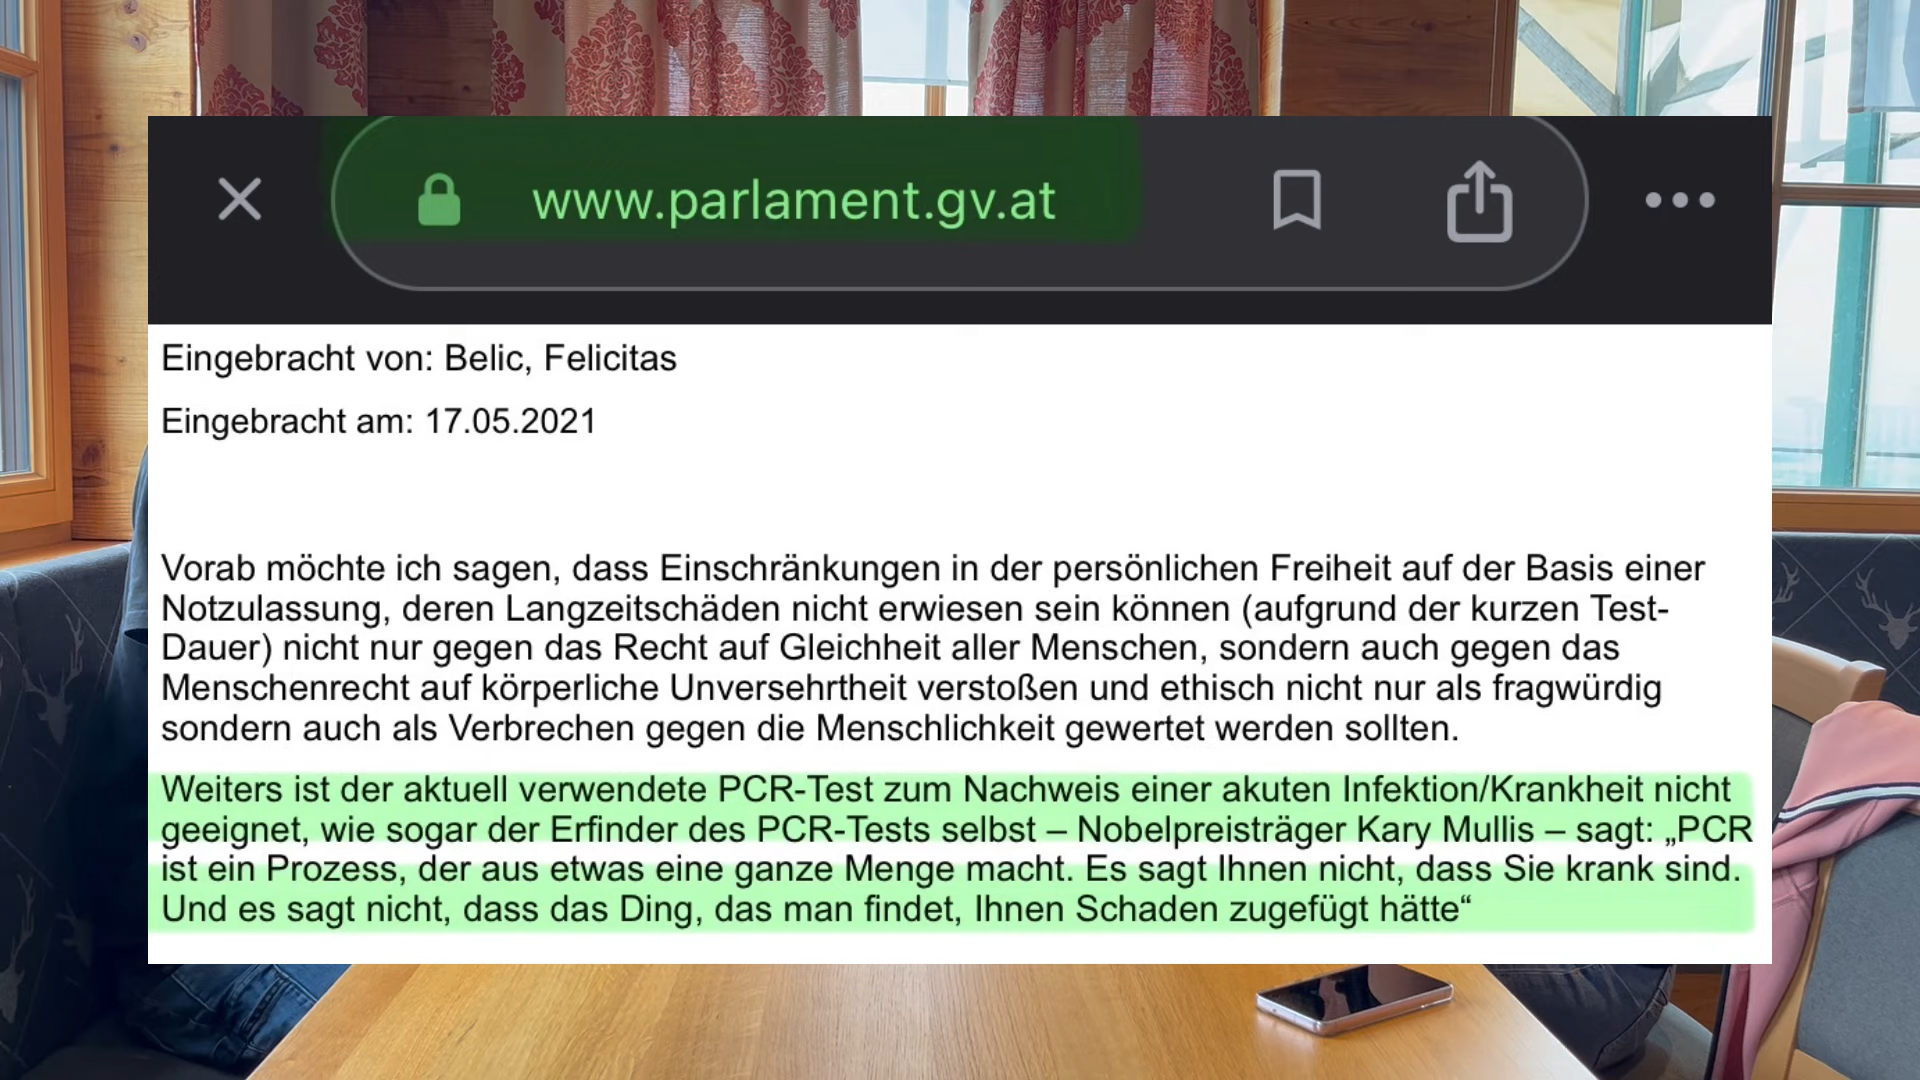 www.parlament.gv.at
Eingebracht von: Belic, Felicitas
Eingebracht am: 17.05.2021
Vorab möchte ich sagen, dass Einschränkungen in der persönlichen Freiheit auf der Basis einer
Notzulassung, deren Langzeitschäden nicht erwiesen sein können (aufgrund der kurzen Test-
Dauer) nicht nur gegen das Recht auf Gleichheit aller Menschen, sondern auch gegen das
Menschenrecht auf körperliche Unversehrtheit verstoßen und ethisch nicht nur als fragwürdig
sondern auch als Verbrechen gegen die Menschlichkeit gewertet werden sollten.
Weiters ist der aktuell verwendete PCR-Test zum Nachweis einer akuten Infektion/Krankheit nicht
geeignet, wie sogar der Erfinder des PCR-Tests selbst – Nobelpreisträger Kary Mullis – sagt: „PCR
ist ein Prozess, der aus etwas eine ganze Menge macht. Es sagt Ihnen nicht, dass Sie krank sind.
Und es sagt nicht, dass das Ding, das man findet, Ihnen Schaden zugefügt hätte“